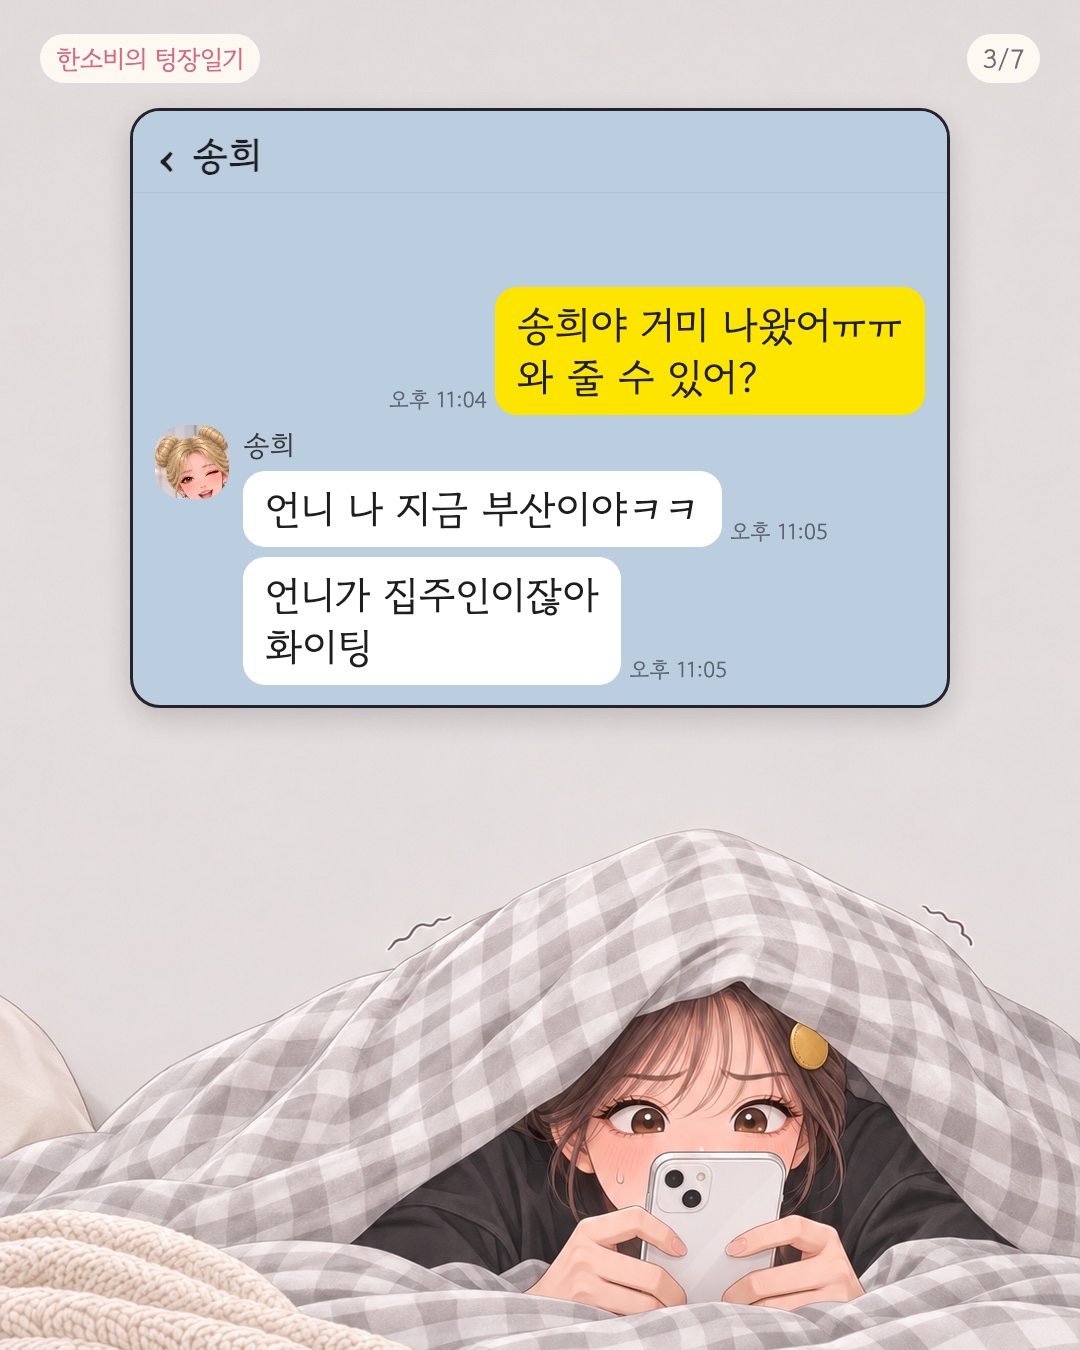 한소비의 텅장일기
3/7
송희
송희야 거미 나왔어ㅠㅠ
와 줄 수 있어?
오후 11:04
송희
언니 나 지금 부산이야ㅋㅋ
오후 11:05
언니가 집주인이잖아
화이팅
오후 11:05